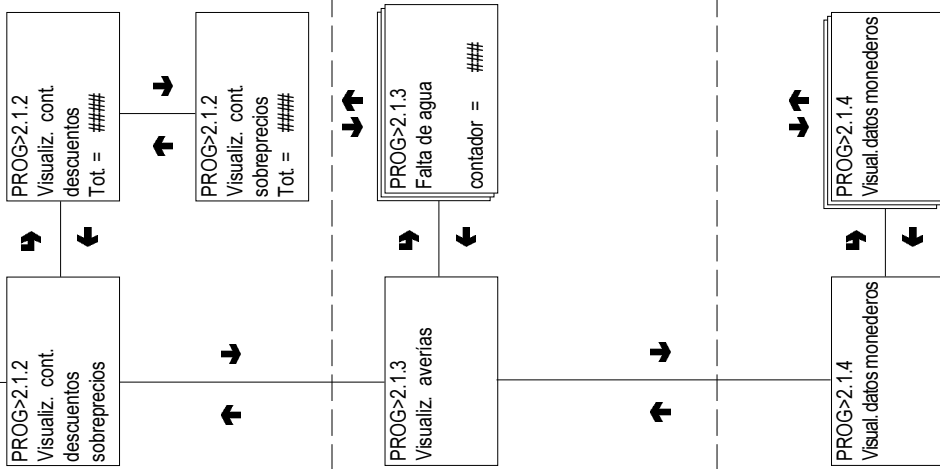 PROG>2.1.2
Visualiz. cont.
descuentos
Tot = ####
PROG>2.1.2
Visualiz. cont.
sobreprecios
Tot = ####
PROG>2.1.2
Visualiz. cont.
descuentos
sobreprecios
PROG>2.1.3
Falta de agua
contador = ###
PROG>2.1.3
Visualiz. averías
PROG>2.1.4
Visual.datos monederos
PROG>2.1.4
Visual.datos monederos